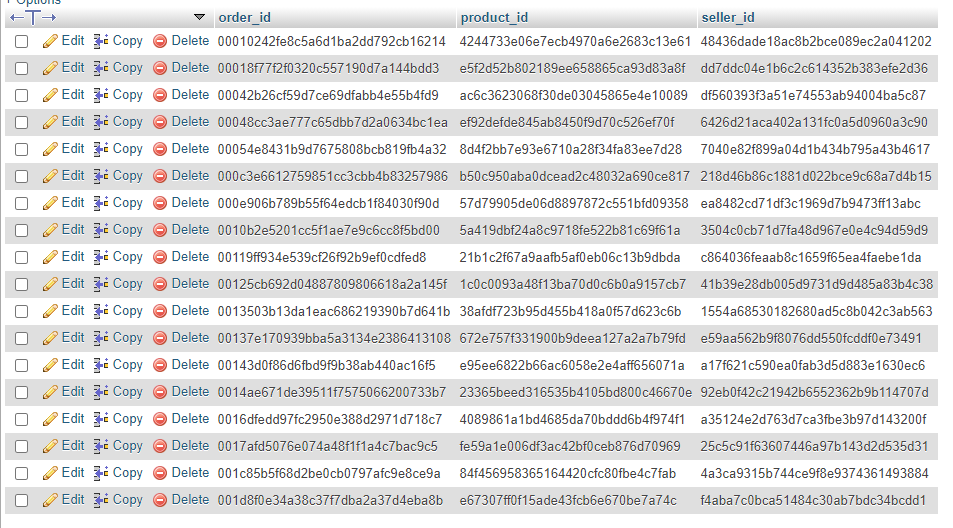 Options
order_id product_id seller_id
Edit Copy Delete 00010242fe8c5a6d1ba2dd792cb16214 4244733e06e7ecb4970a6e2683c13e61 48436dade18ac8b2bce089ec2a041202
Edit Copy Delete 00018f77f2f0320c557190d7a144bdd3 e5f2d52b802189ee658865ca93d83a8f dd7ddc04e1b6c2c614352b383efe2d36
Edit Copy Delete 00042b26cf59d7ce69dfabb4e55b4fd9 ac6c3623068f30de03045865e4e10089 df560393f3a51e74553ab94004ba5c87
Edit Copy Delete 00048cc3ae777c65dbb7d2a0634bc1ea ef92defde845ab8450f9d70c526ef70f 6426d21aca402a131fc0a5d0960a3c90
Edit Copy Delete 00054e8431b9d7675808bcb819fb4a32 8d4f2bb7e93e6710a28f34fa83ee7d28 7040e82f899a04d1b434b795a43b4617
Edit Copy Delete 000c3e6612759851cc3cbb4b83257986 b50c950aba0dcead2c48032a690ce817 218d46b86c1881d022bce9c68a7d4b15
Edit Copy Delete 000e906b789b55f64edcb1f84030f90d 57d79905de06d8897872c551bfd09358 ea8482cd71df3c1969d7b9473ff13abc
Edit Copy Delete 0010b2e5201cc5f1ae7e9c6cc8f5bd00 5a419dbf24a8c9718fe522b81c69f61a 3504c0cb71d7fa48d967e0e4c94d59d9
Edit Copy Delete 00119ff934e539cf26f92b9ef0cdfed8 21b1c2f67a9aafb5af0eb06c13b9dbda c864036feaab8c1659f65ea4faebe1da
Edit Copy Delete 00125cb692d04887809806618a2a145f 1c0c0093a48f13ba70d0c6b0a9157cb7 41b39e28db005d9731d9d485a83b4c38
Edit Copy Delete 0013503b13da1eac686219390b7d641b 38afdf723b95d455b418a0f57d623c6b 1554a68530182680ad5c8b042c3ab563
Edit Copy Delete 00137e170939bba5a3134e2386413108 672e757f331900b9deea127a2a7b79fd e59aa562b9f8076dd550fcddf0e73491
Edit Copy Delete 00143d0f86d6fbd9f9b38ab440ac16f5 e95ee6822b66ac6058e2e4aff656071a a17f621c590ea0fab3d5d883e1630ec6
Edit Copy Delete 0014ae671de39511f7575066200733b7 23365beed316535b4105bd800c46670e 92eb0f42c21942b6552362b9b114707d
Edit Copy Delete 0016dfedd97fc2950e388d2971d718c7 4089861a1bd4685da70bddd6b4f974f1 a35124e2d763d7ca3fbe3b97d143200f
Edit Copy Delete 0017afd5076e074a48f1f1a4c7bac9c5 fe59a1e006df3ac42bf0ceb876d70969 25c5c91f63607446a97b143d2d535d31
Edit Copy Delete 001c85b5f68d2be0cb0797afc9e8ce9a 84f456958365164420cfc80fbe4c7fab 4a3ca9315b744ce9f8e9374361493884
Edit Copy Delete 001d8f0e34a38c37f7dba2a37d4eba8b e67307ff0f15ade43fcb6e670be7a74c f4aba7c0bca51484c30ab7bdc34bcdd1